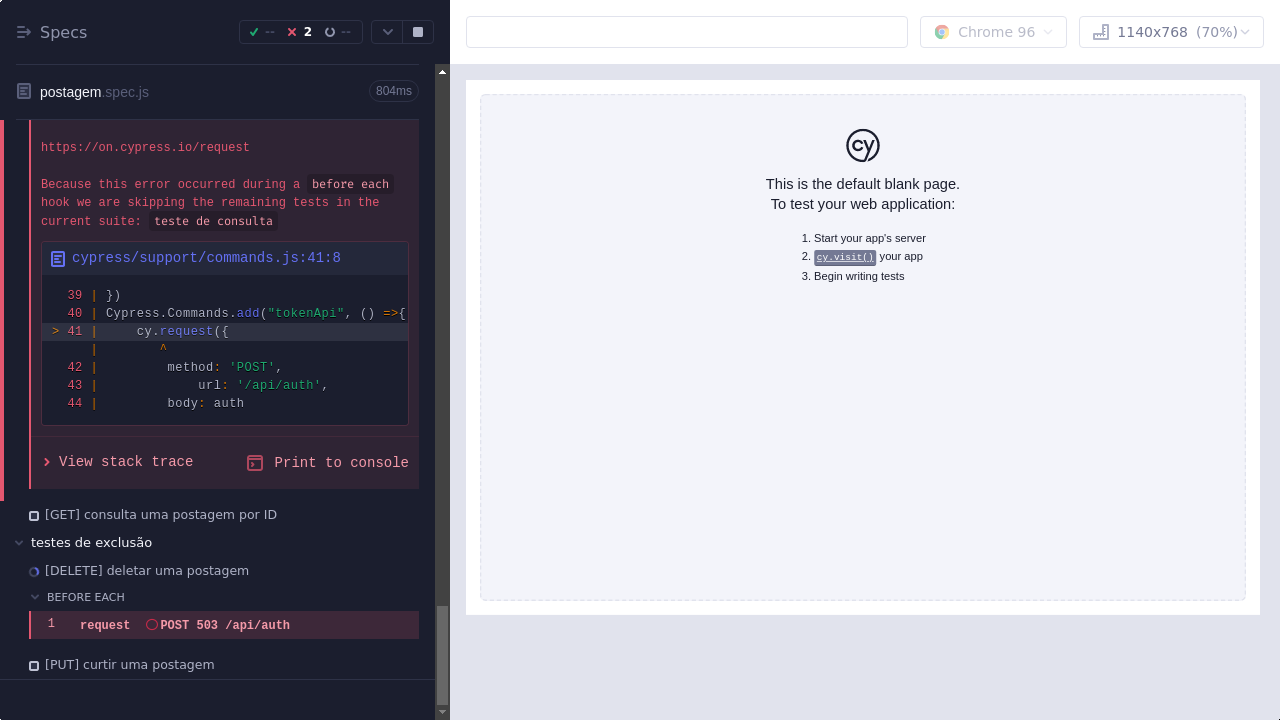 Specs
--
2
--
Chrome 96
1140x768 (70%)
postagem.spec.js
804ms
https://on.cypress.io/request
Because this error occurred during a before each
hook we are skipping the remaining tests in the
current suite: teste de consulta
cypress/support/commands.js:41:8
39 | })
40 | Cypress.Commands.add("tokenApi", () =>{
> 41 |     cy.request({
|        ^
42 |         method: 'POST',
43 |             url: '/api/auth',
44 |         body: auth
View stack trace
Print to console
[GET] consulta uma postagem por ID
testes de exclusão
[DELETE] deletar uma postagem
BEFORE EACH
1 request POST 503 /api/auth
[PUT] curtir uma postagem
cy
This is the default blank page.
To test your web application:
1. Start your app's server
2. cy.visit() your app
3. Begin writing tests